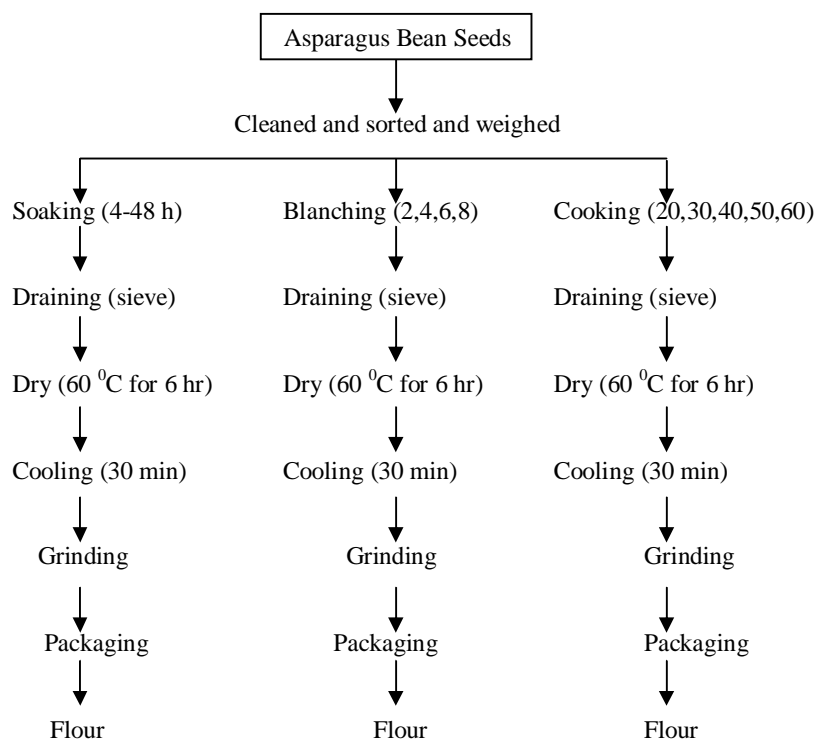 Asparagus Bean Seeds
Cleaned and sorted and weighed
Soaking (4-48 h) Blanching (2,4,6,8) Cooking (20,30,40,50,60)
Draining (sieve) Draining (sieve) Draining (sieve)
Dry (60 ⁰C for 6 hr) Dry (60 ⁰C for 6 hr) Dry (60 ⁰C for 6 hr)
Cooling (30 min) Cooling (30 min) Cooling (30 min)
Grinding Grinding Grinding
Packaging Packaging Packaging
Flour Flour Flour